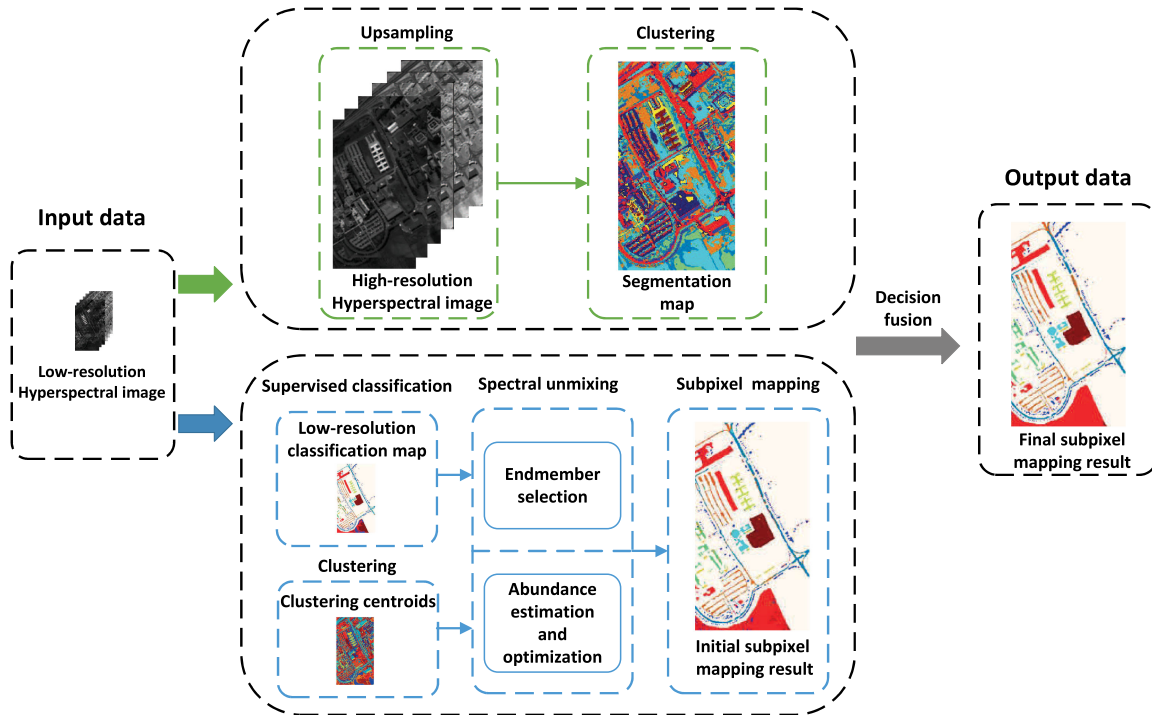 Input data
Low-resolution
Hyperspectral image
Upsampling
High-resolution
Hyperspectral image
Clustering
Segmentation
map
Supervised classification
Low-resolution
classification map
Clustering
Clustering centroids
Spectral unmixing
Endmember
selection
Abundance
estimation
and
optimization
Subpixel mapping
Initial subpixel
mapping result
Decision
fusion
Output data
Final subpixel
mapping result